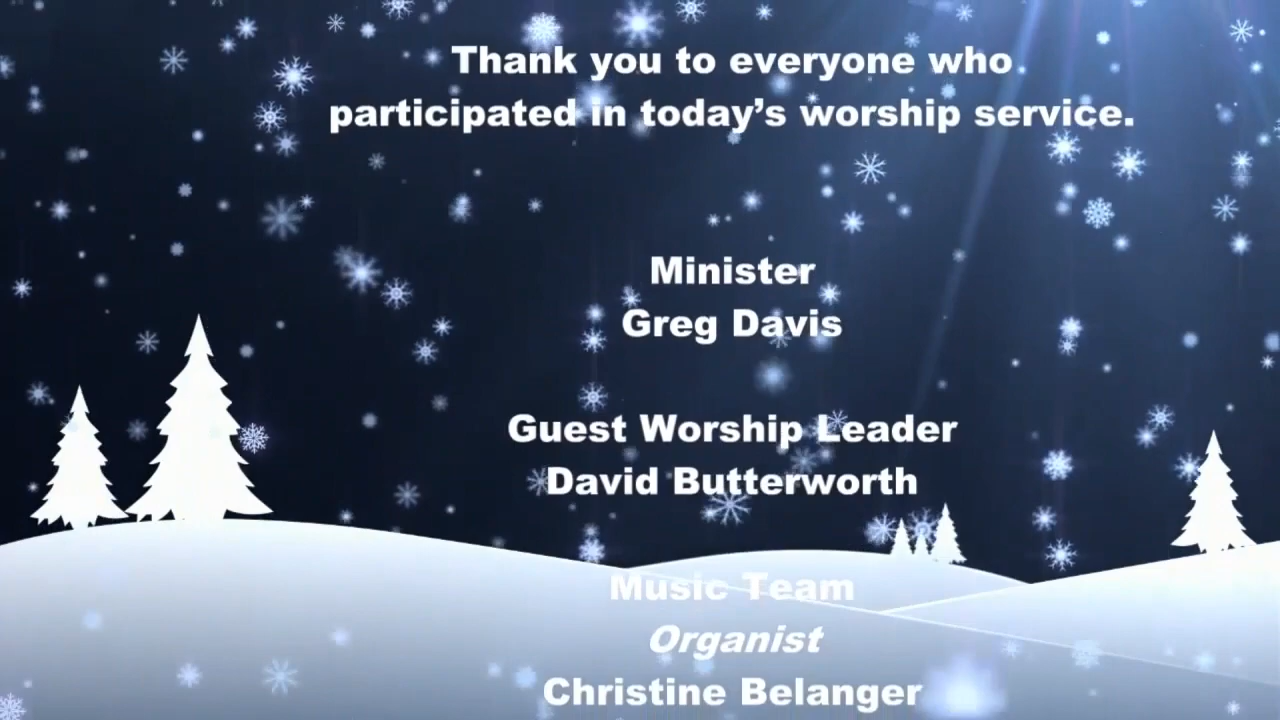 Thank you to everyone who
participated in today’s worship service.
Minister
Greg Davis
Guest Worship Leader
David Butterworth
Music Team
Organist
Christine Belanger